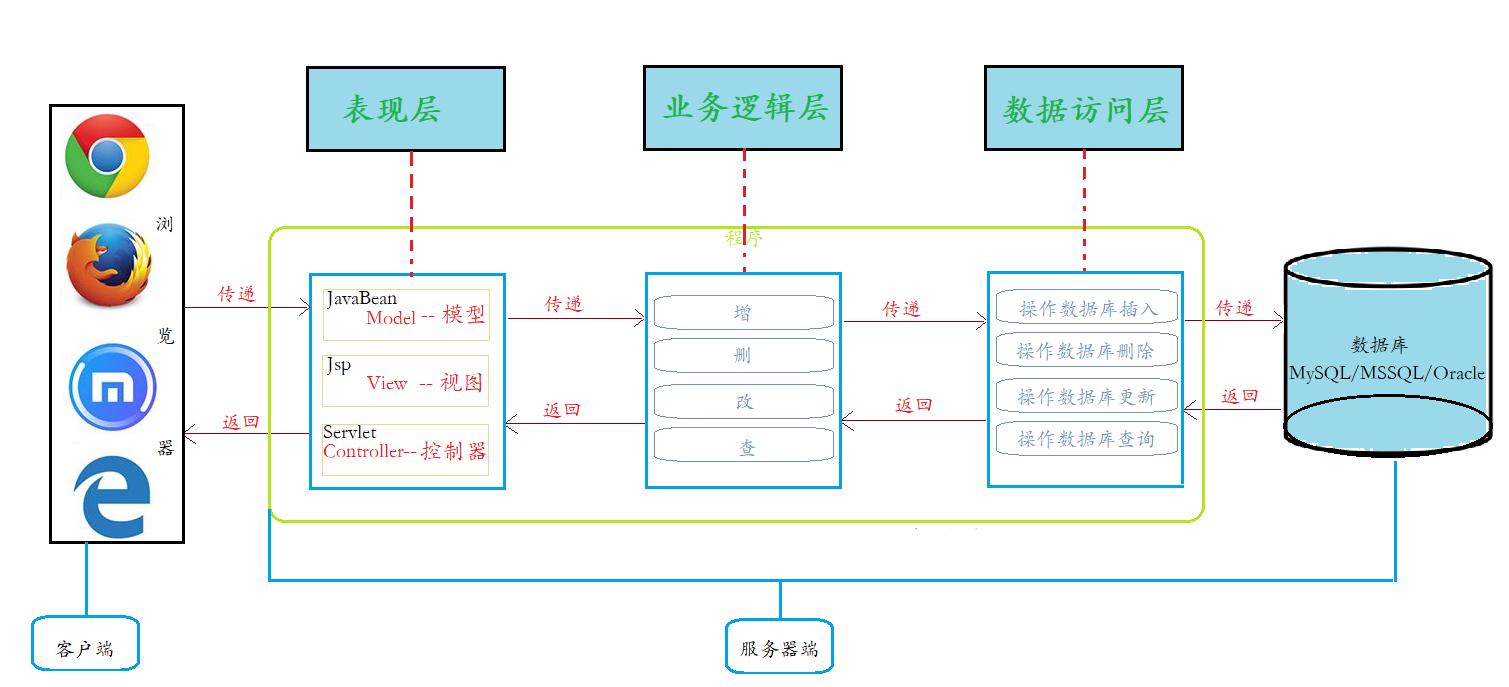 表现层
业务逻辑层
数据访问层
浏
览
器
程序
传递
返回
JavaBean
Model -- 模型
Jsp
View -- 视图
Servlet
Controller-- 控制器
传递
返回
增
删
改
查
传递
返回
操作数据库插入
操作数据库删除
操作数据库更新
操作数据库查询
传递
返回
数据库
MySQL/MSSQL/Oracle
客户端
服务器端